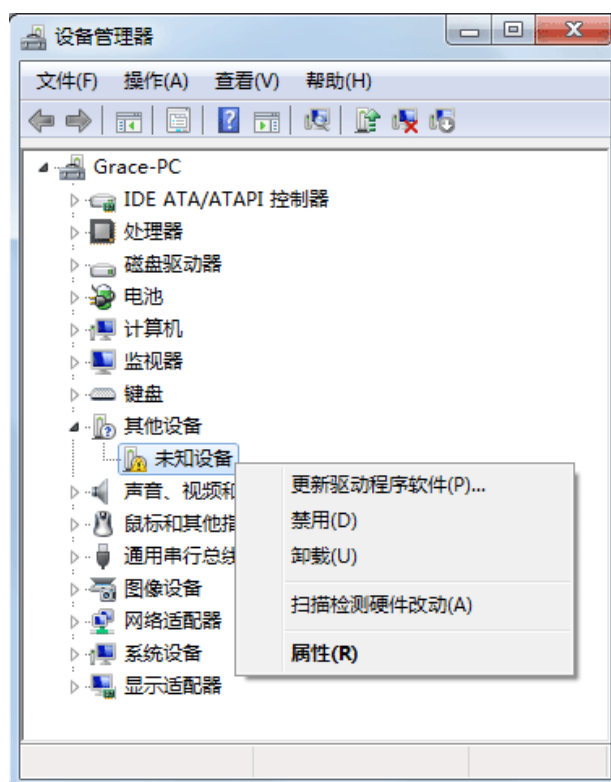 设备管理器
文件(F) 操作(A) 查看(V) 帮助(H)
Grace-PC
IDE ATA/ATAPI 控制器
处理器
磁盘驱动器
电池
计算机
监视器
键盘
其他设备
未知设备
声音、视频和
鼠标和其他指
通用串行总线
图像设备
网络适配器
系统设备
显示适配器
更新驱动程序软件(P)...
禁用(D)
卸载(U)
扫描检测硬件改动(A)
属性(R)